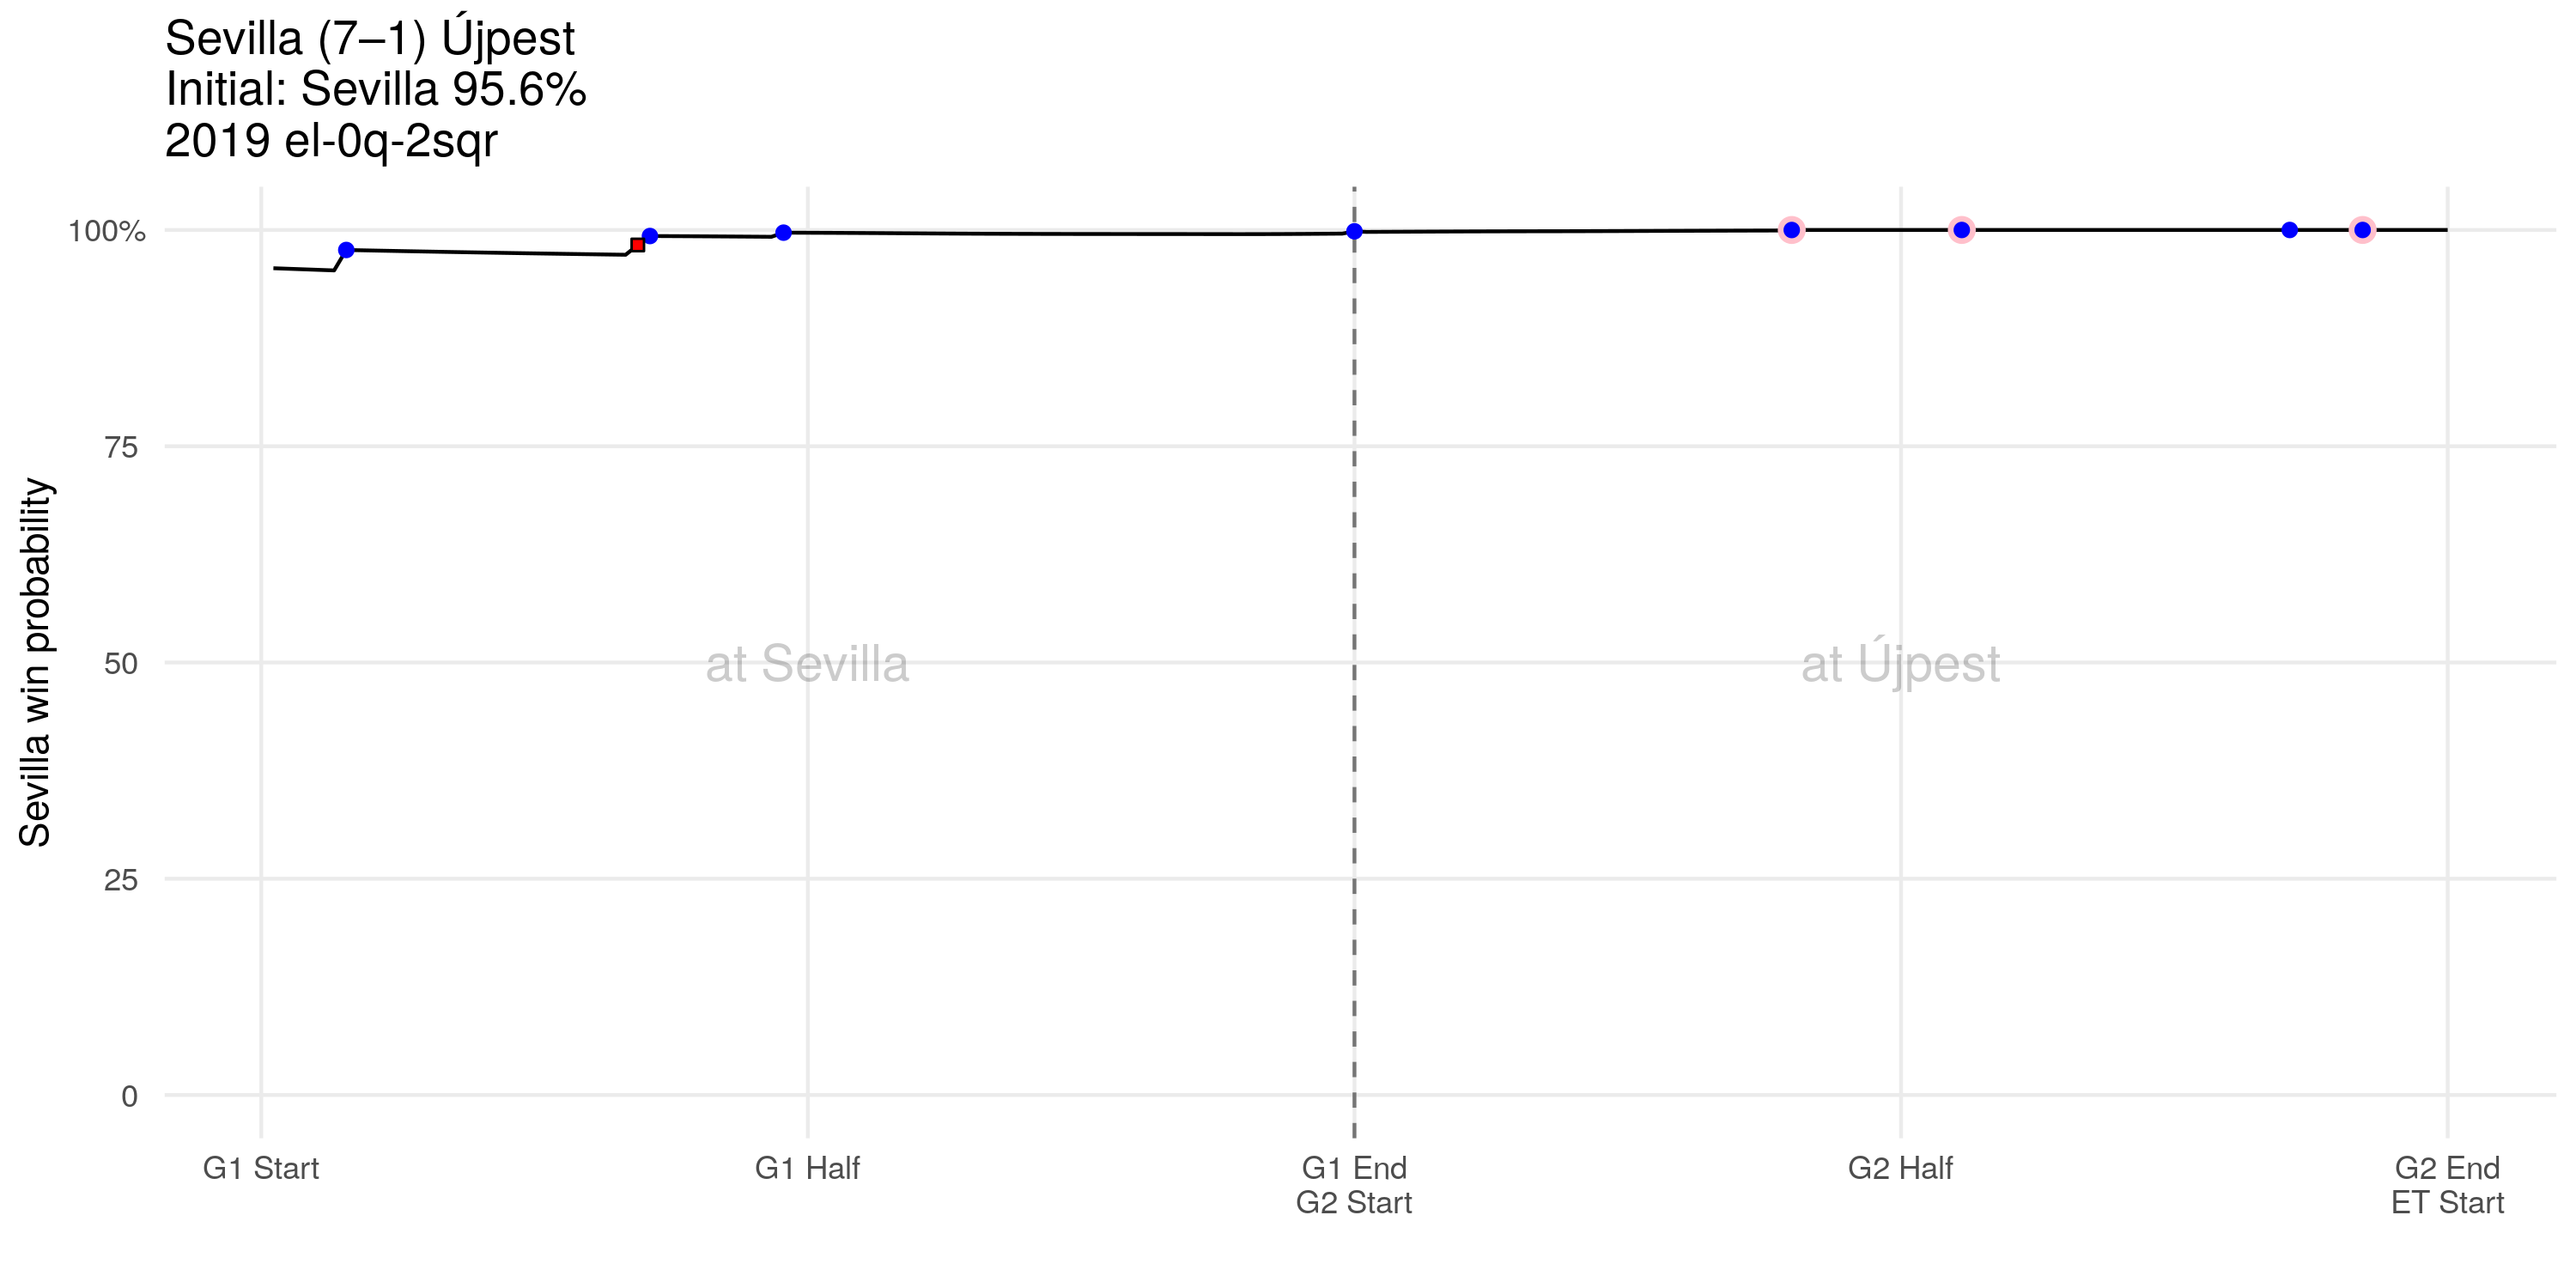 Sevilla (7–1) Újpest
Initial: Sevilla 95.6%
2019 el-0q-2sqr
Sevilla win probability
100%
75
50
25
0
at Sevilla
at Újpest
G1 Start
G1 Half
G1 End
G2 Start
G2 Half
G2 End
ET Start